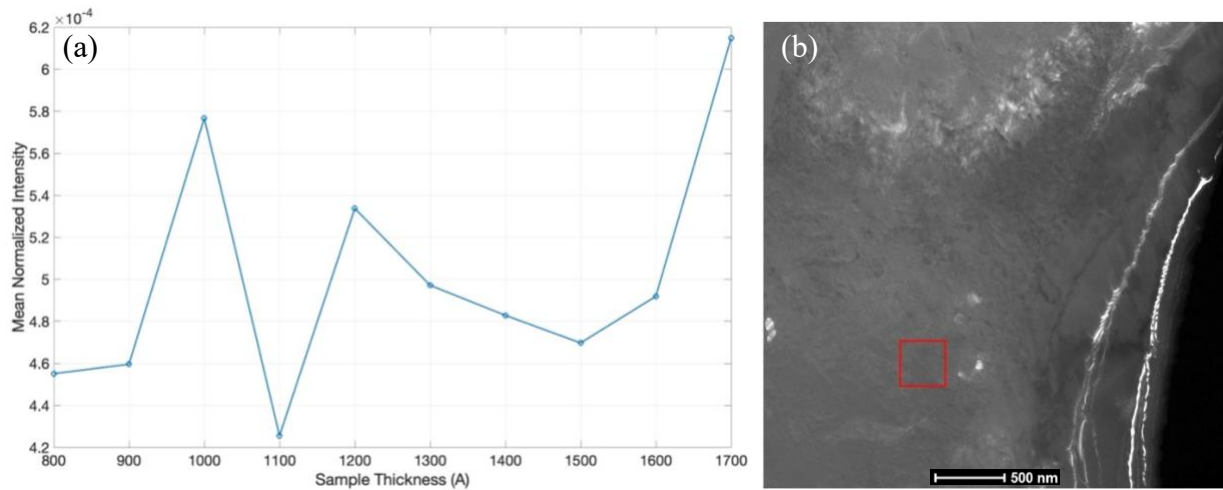 ×10⁻⁴
(a)
6.2
6
5.8
5.6
5.4
5.2
5
4.8
4.6
4.4
4.2
Mean Normalized Intensity
800 900 1000 1100 1200 1300 1400 1500 1600 1700
Sample Thickness (A)
(b)
500 nm